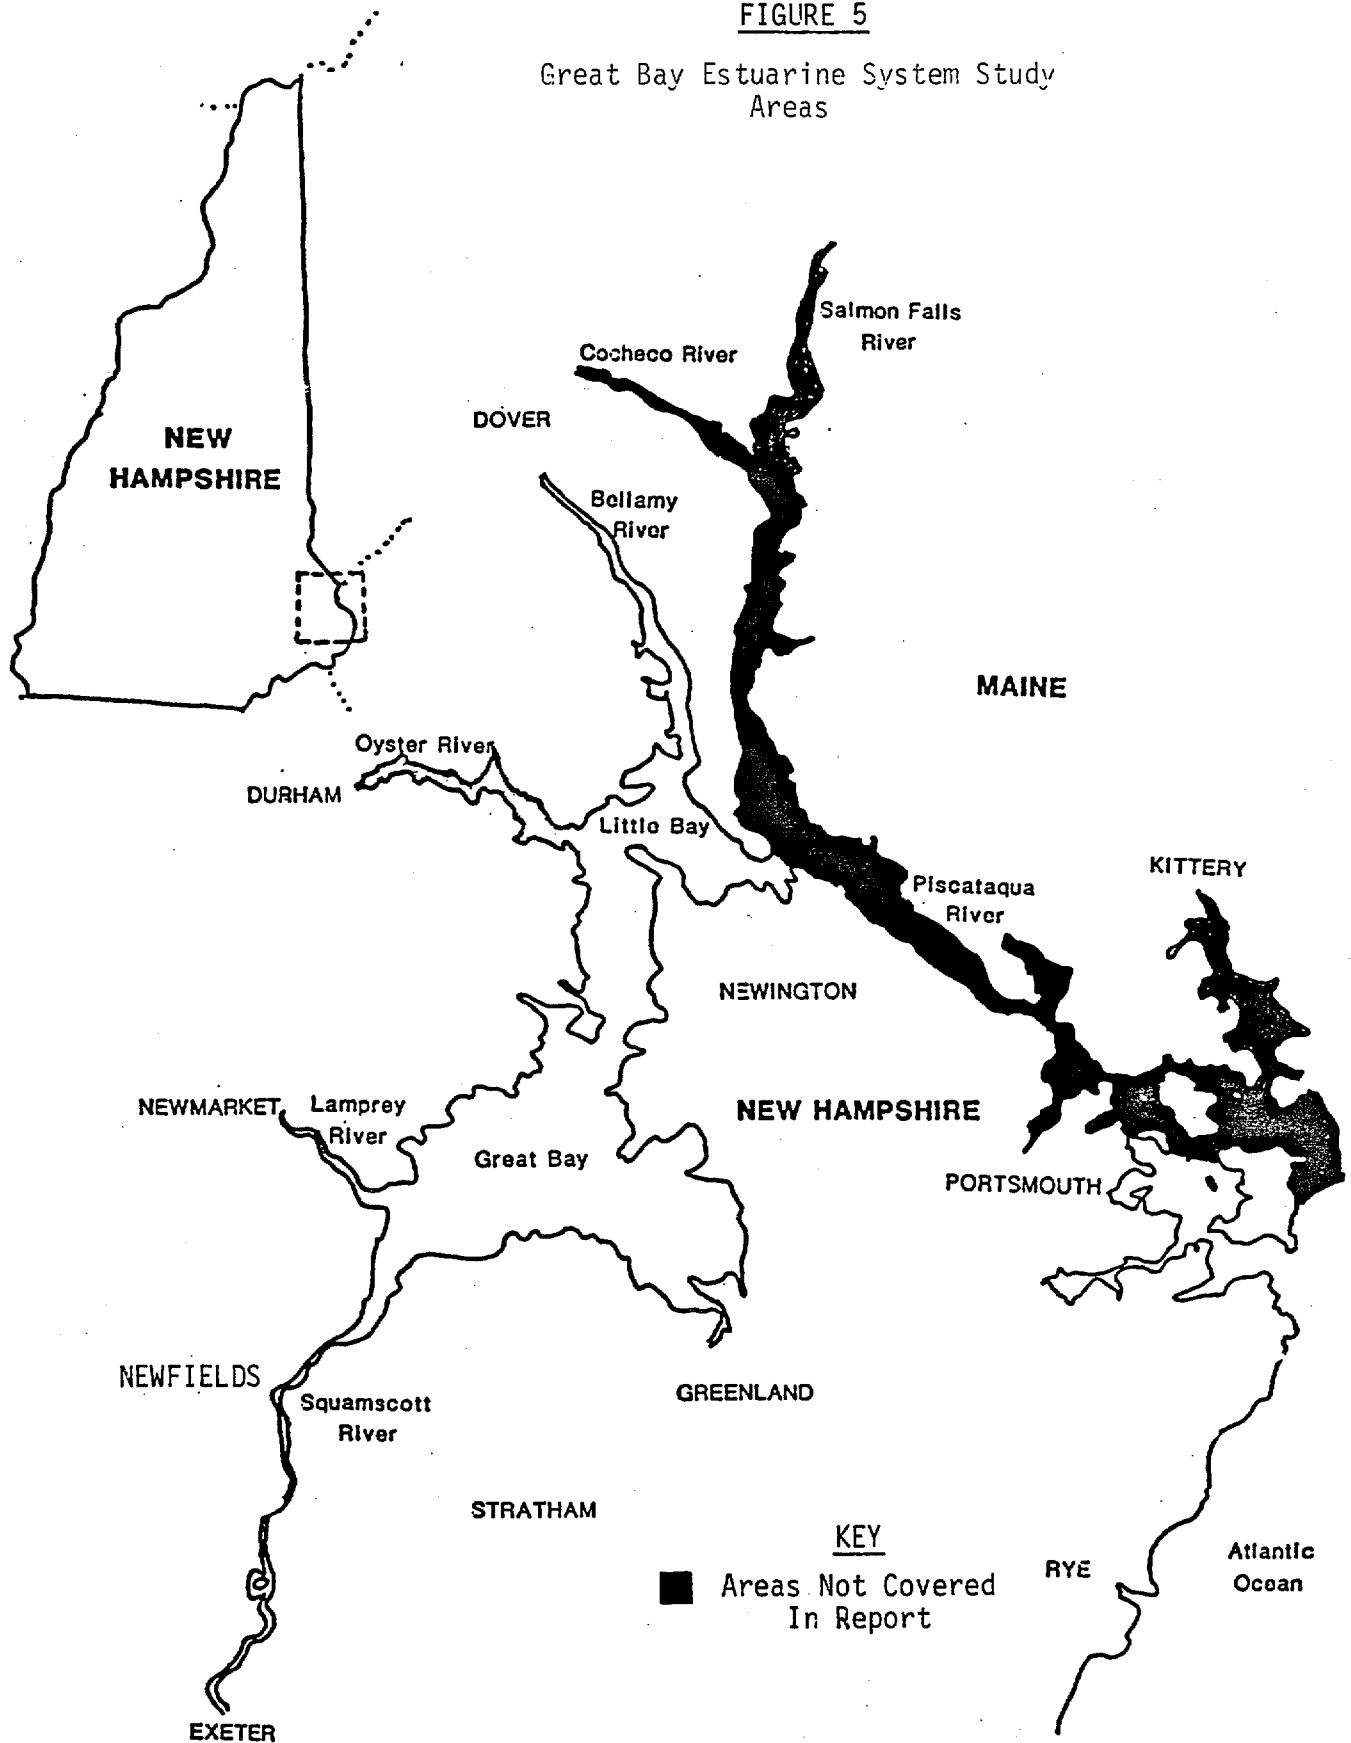 FIGURE 5
Great Bay Estuarine System Study
Areas
Salmon Falls
River
Cocheco River
DOVER
NEW
HAMPSHIRE
Bellamy
River
MAINE
Oyster River
DURHAM
Little Bay
KITTERY
Piscataqua
River
NEWINGTON
NEWMARKET
Lamprey
River
NEW HAMPSHIRE
Great Bay
PORTSMOUTH
NEWFIELDS
Squamscott
River
GREENLAND
STRATHAM
KEY
Areas Not Covered
In Report
RYE
Atlantic
Ocean
EXETER